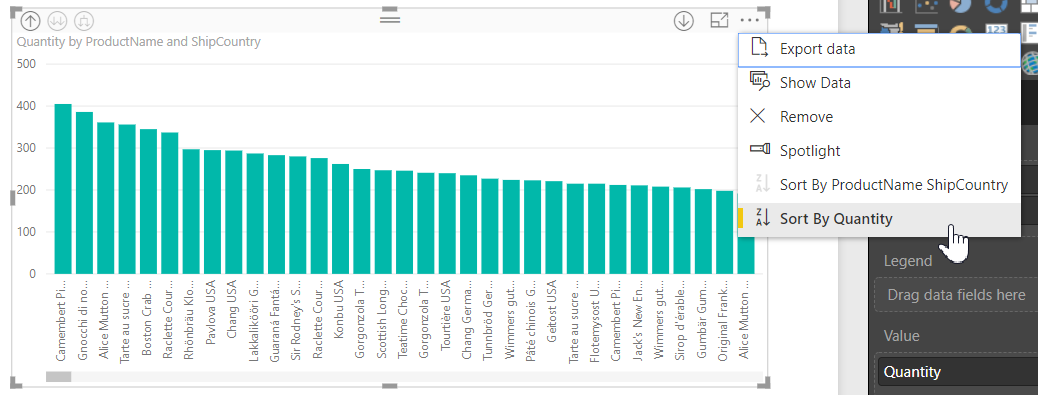 Quantity by ProductName and ShipCountry
500
400
300
200
100
0
Camembert Pi...
Gnocchi di no...
Alice Mutton ...
Tarte au sucre ...
Boston Crab ...
Raclette Cour...
Rhönbräu Klo...
Pavlova USA
Chang USA
Lakkalikööri G...
Guaraná Fantá...
Sir Rodney's S...
Raclette Cour...
Konbu USA
Gorgonzola T...
Scottish Long...
Teatime Choc...
Gorgonzola T...
Tourtière USA
Chang Germa...
Tunnbröd Ger...
Wimmers gut...
Pâté chinois G...
Geitost USA
Tarte au sucre ...
Flotemysost U...
Camembert Pi...
Jack's New En...
Wimmers gut...
Sirop d'érable...
Gumbär Gum...
Original Frank...
Alice Mutton ...
Export data
Show Data
Remove
Spotlight
Sort By ProductName ShipCountry
Sort By Quantity
123
Legend
Drag data fields here
Value
Quantity